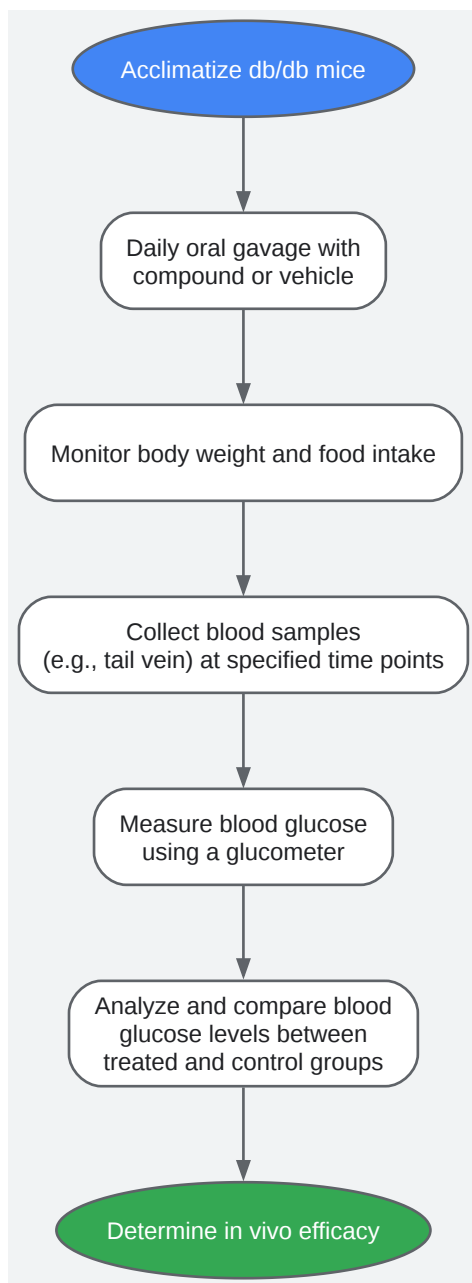 Acclimatize db/db mice
Daily oral gavage with
compound or vehicle
Monitor body weight and food intake
Collect blood samples
(e.g., tail vein) at specified time points
Measure blood glucose
using a glucometer
Analyze and compare blood
glucose levels between
treated and control groups
Determine in vivo efficacy